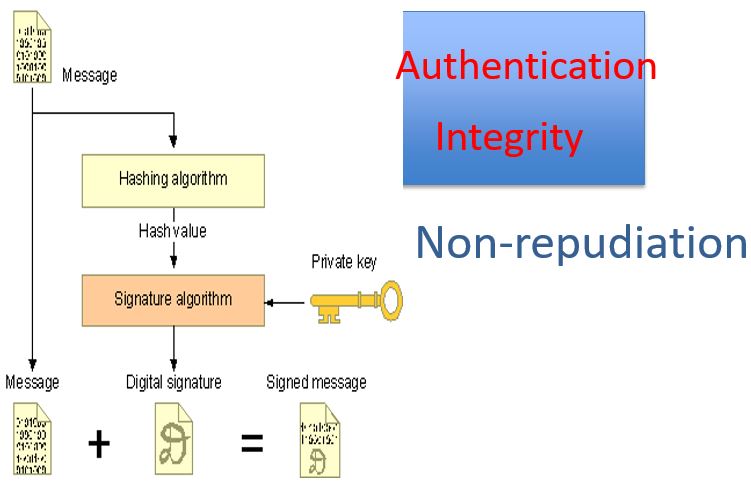 Message
Authentication
Integrity
Hashing algorithm
Hash value
Non-repudiation
Private key
Signature algorithm
Message
Digital signature
Signed message
+
=